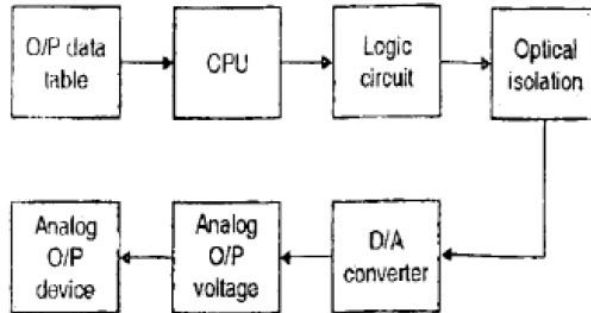 O/P data
table
CPU
Logic
circuit
Optical
isolation
Analog
O/P
device
Analog
O/P
voltage
D/A
converter